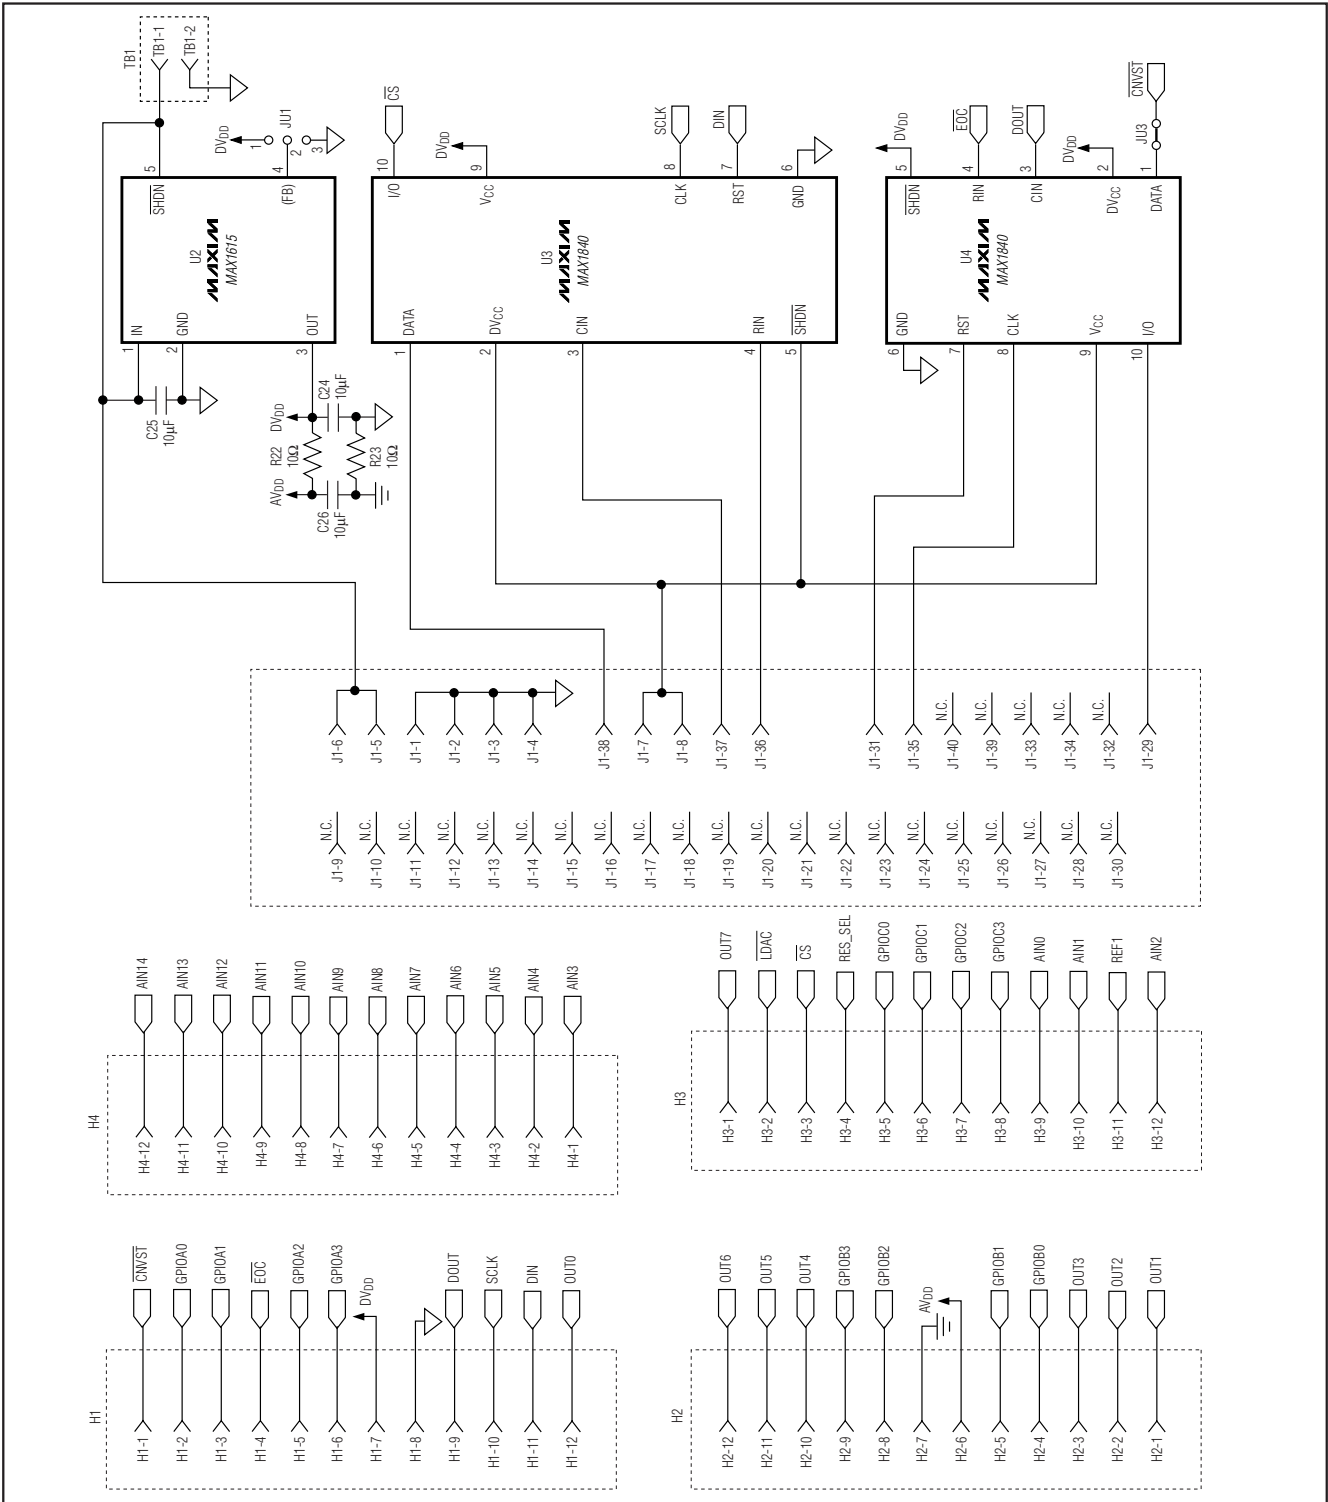 TB1
TB1-1
TB1-2
DVDD
JU1
1
2
3
5
4
SHDN
(FB)
U2
MAXIM
MAX1615
IN
GND
OUT
1
2
3
C25
10µF
DVDD
C24
10µF
R22
10Ω
R23
10Ω
AVDD
C26
10µF
CS
DVDD
SCLK
DIN
10
9
8
7
6
I/O
VCC
CLK
RST
GND
U3
MAXIM
MAX1840
DATA
DVCC
CIN
RIN
SHDN
1
2
3
4
5
DVDD
EOC
DOUT
DVDD
CNVST
JU3
5
4
3
2
1
SHDN
RIN
CIN
DVCC
DATA
U4
MAXIM
MAX1840
GND
RST
CLK
VCC
I/O
6
7
8
9
10
J1-6
J1-5
J1-1
J1-2
J1-3
J1-4
J1-38
J1-7
J1-8
J1-37
J1-36
J1-31
J1-35
N.C.
J1-40
N.C.
J1-39
N.C.
J1-33
N.C.
J1-34
N.C.
J1-32
J1-29
N.C.
J1-9
N.C.
J1-10
N.C.
J1-11
N.C.
J1-12
N.C.
J1-13
N.C.
J1-14
N.C.
J1-15
N.C.
J1-16
N.C.
J1-17
N.C.
J1-18
N.C.
J1-19
N.C.
J1-20
N.C.
J1-21
N.C.
J1-22
N.C.
J1-23
N.C.
J1-24
N.C.
J1-25
N.C.
J1-26
N.C.
J1-27
N.C.
J1-28
N.C.
J1-30
H4
AIN14
H4-12
AIN13
H4-11
AIN12
H4-10
AIN11
H4-9
AIN10
H4-8
AIN9
H4-7
AIN8
H4-6
AIN7
H4-5
AIN6
H4-4
AIN5
H4-3
AIN4
H4-2
AIN3
H4-1
H3
OUT7
H3-1
LDAC
H3-2
CS
H3-3
RES_SEL
H3-4
GPIOC0
H3-5
GPIOC1
H3-6
GPIOC2
H3-7
GPIOC3
H3-8
AIN0
H3-9
AIN1
H3-10
REF1
H3-11
AIN2
H3-12
H1
CNVST
H1-1
GPIOA0
H1-2
GPIOA1
H1-3
EOC
H1-4
GPIOA2
H1-5
GPIOA3
H1-6
DVDD
H1-7
H1-8
DOUT
H1-9
SCLK
H1-10
DIN
H1-11
OUT0
H1-12
H2
OUT6
H2-12
OUT5
H2-11
OUT4
H2-10
GPIOB3
H2-9
GPIOB2
H2-8
H2-7
AVDD
H2-6
GPIOB1
H2-5
GPIOB0
H2-4
OUT3
H2-3
OUT2
H2-2
OUT1
H2-1